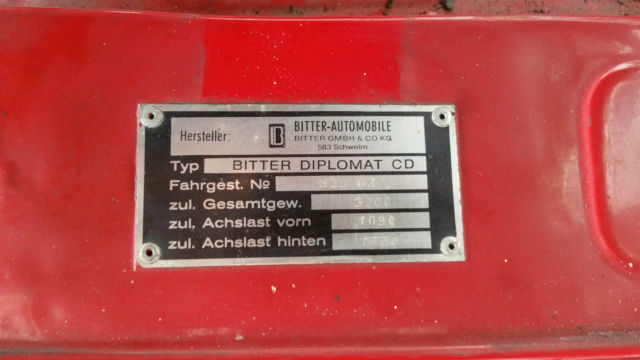 Hersteller: B BITTER-AUTOMOBILE
BITTER GMBH & CO KG
583 Schwelm
Typ BITTER DIPLOMAT CD
Fahrgest. №
zul. Gesamtgew.
zul. Achslast vorn 1090
zul. Achslast hinten